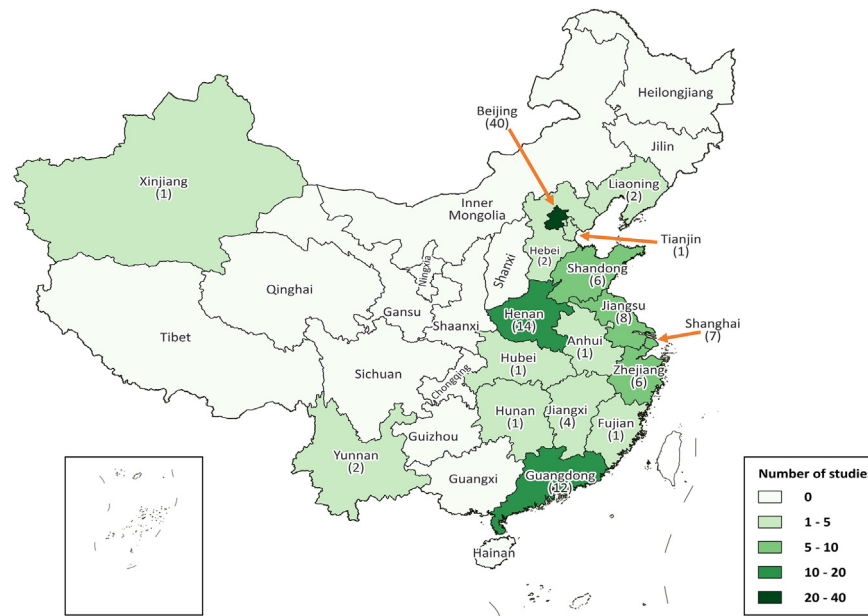 Heilongjiang
Beijing
(40)
Jilin
Xinjiang
(1)
Liaoning
(2)
Inner
Mongolia
Tianjin
(1)
Hebei
(2)
Ningxia
Shanxi
Shandong
(6)
Qinghai
Gansu
Jiangsu
(8)
Henan
(14)
Shaanxi
Shanghai
(7)
Tibet
Anhui
(1)
Hubei
(1)
Zhejiang
(6)
Sichuan
Chongqing
Hunan
(1)
Jiangxi
(4)
Fujian
(1)
Guizhou
Yunnan
(2)
Guangxi
Guangdong
(12)
Hainan
Number of studie
0
1 - 5
5 - 10
10 - 20
20 - 40